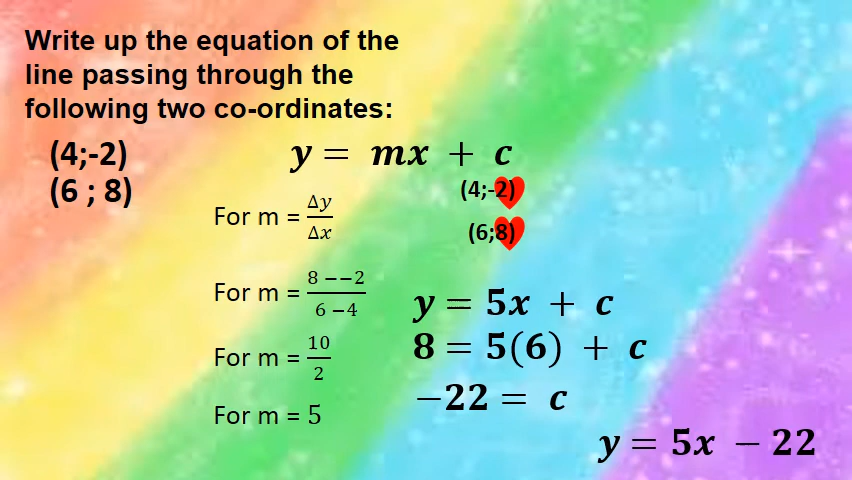 Write up the equation of the
line passing through the
following two co-ordinates:
(4;-2)
(6 ; 8)
y = mx + c
(4;-2)
(6;8)
For m = Δy/Δx
For m = 8 −−2/6 −4
For m = 10/2
For m = 5
y = 5x + c
8 = 5(6) + c
−22 = c
y = 5x − 22